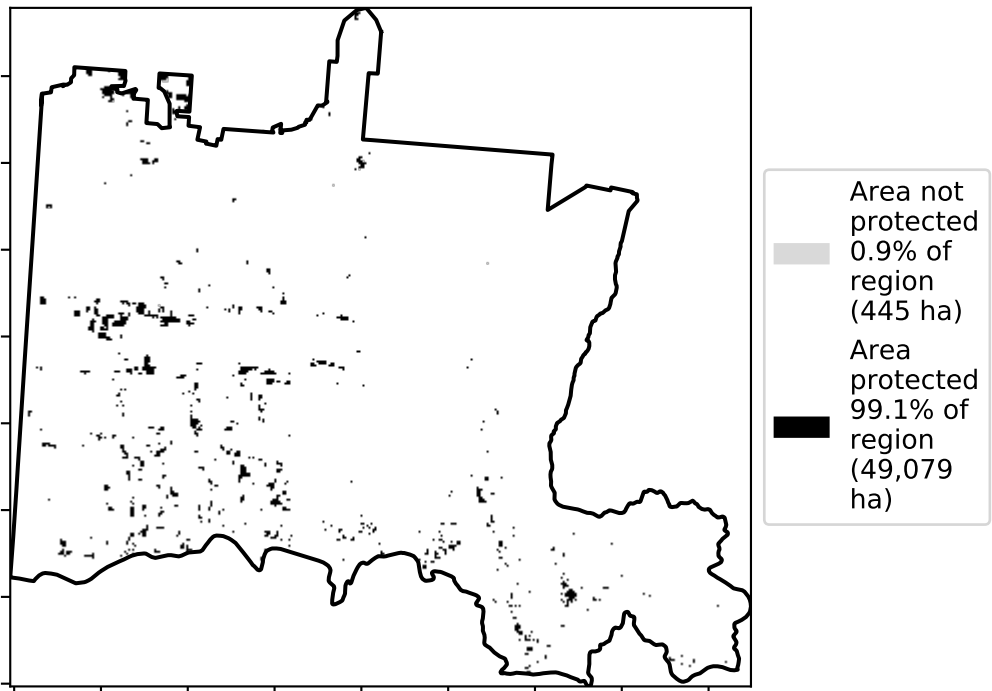 Area not
protected
0.9% of
region
(445 ha)
Area
protected
99.1% of
region
(49,079
ha)